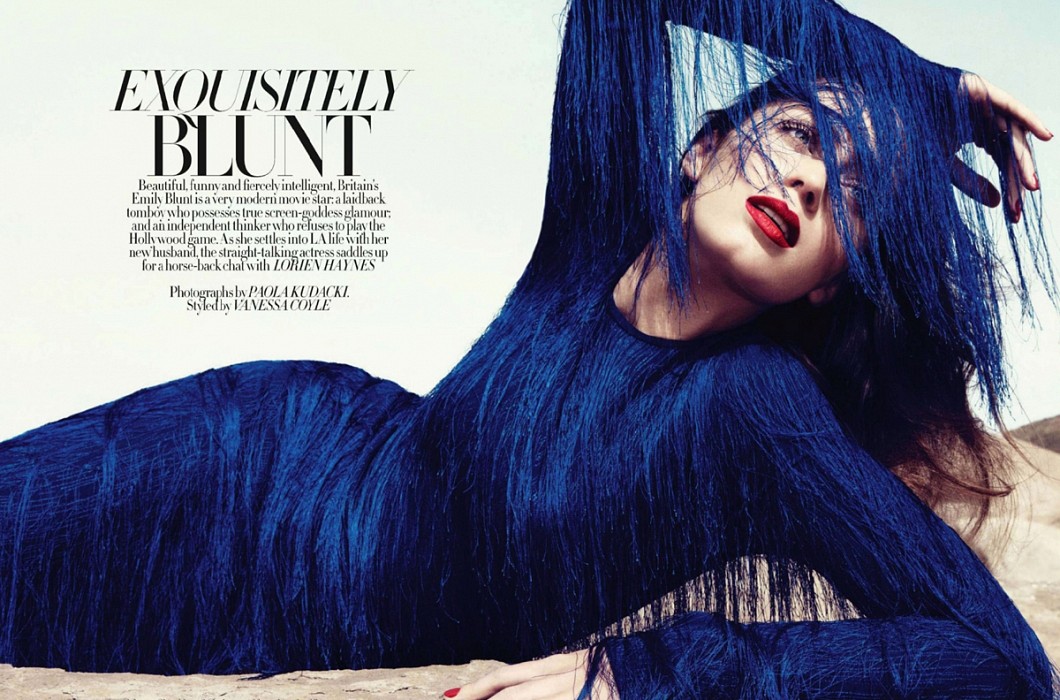 EXQUISITELY
BLUNT
Beautiful, funny and fiercely intelligent, Britain's
Emily Blunt is a very modern movie star: a laidback
tomboy who possesses true screen-goddess glamour;
and an independent thinker who refuses to play the
Hollywood game. As she settles into LA life with her
new husband, the straight-talking actress saddles up
for a horse-back chat with LORIEN HAYNES
Photographs by PAOLA KUDACKI.
Styled by VANESSA COYLE